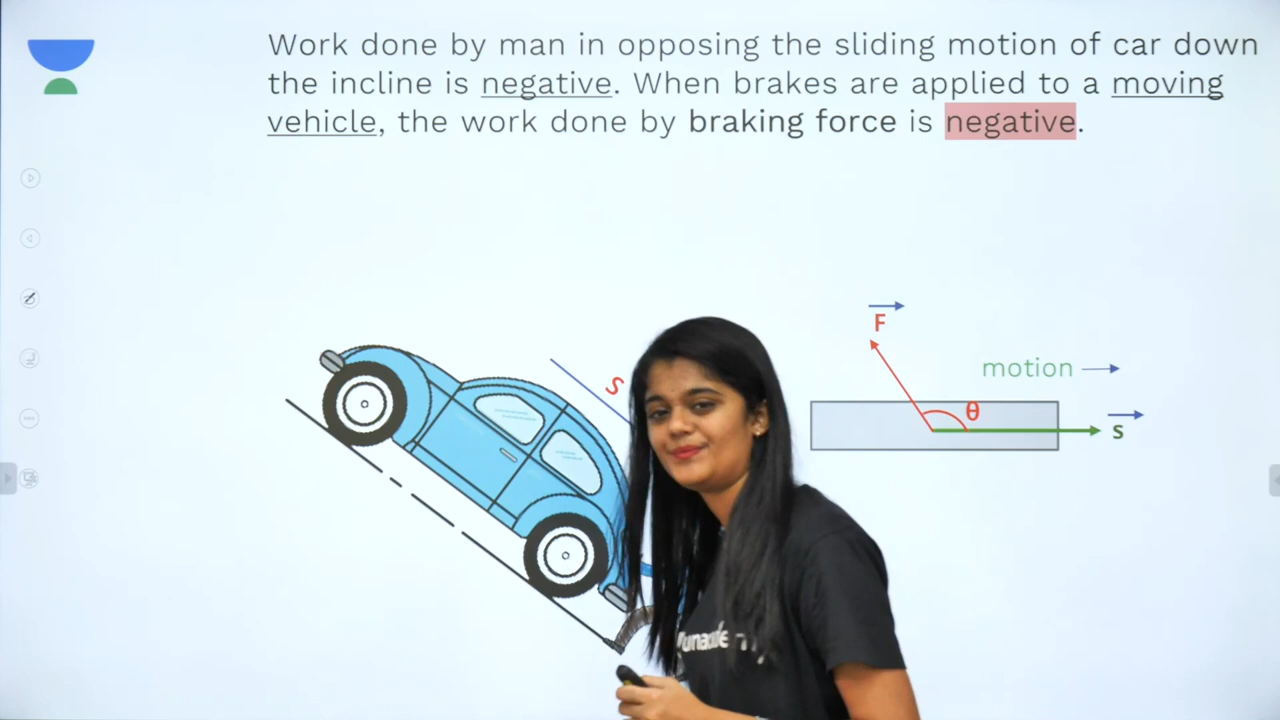 Work done by man in opposing the sliding motion of car down
the incline is negative. When brakes are applied to a moving
vehicle, the work done by braking force is negative.
F
motion
S
θ
s